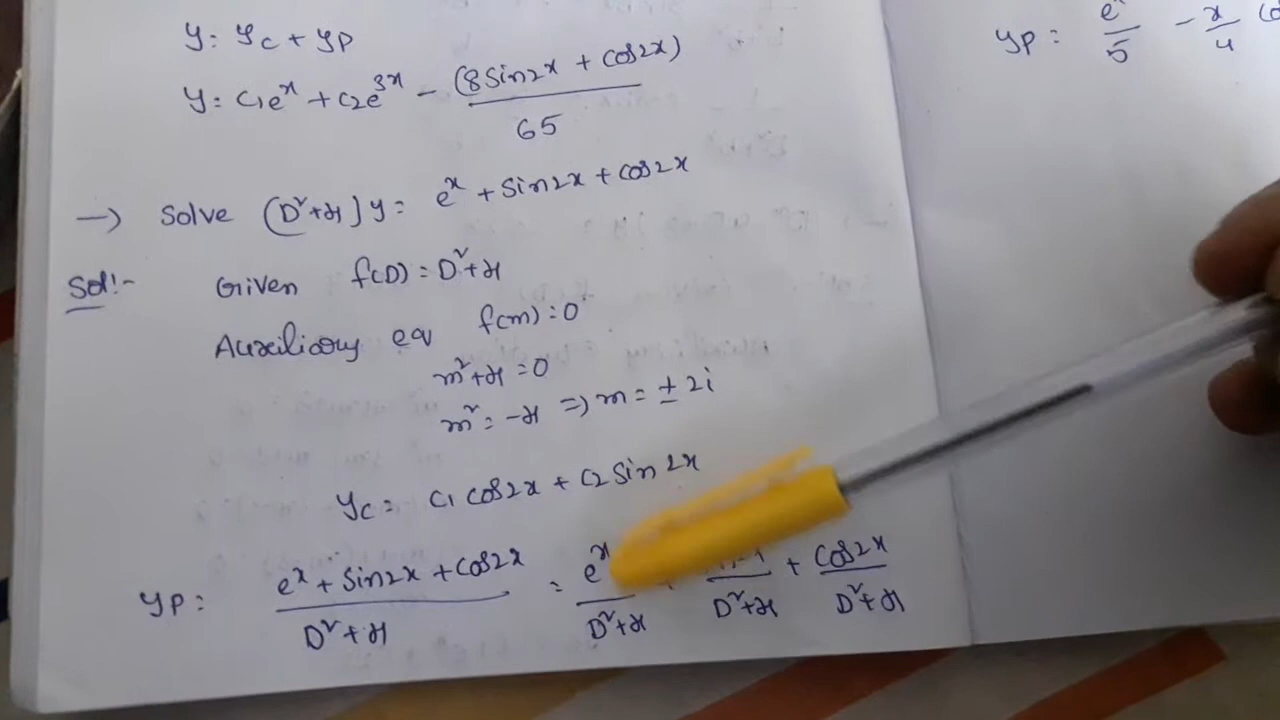 y = yc + yp
y = c1e^x + c2e^3x - (8sin2x + cos2x) / 65
→ Solve (D²+4)y = e^x + sin2x + cos2x
Sol:- Given f(D) = D²+4
Auxiliary eq f(m) = 0
m²+4 = 0
m² = -4 => m = ± 2i
yc = c1 cos2x + c2 sin2x
yp = e^x + sin2x + cos2x / D²+4 = e^x / D²+4 + / D²+4 + cos2x / D²+4
yp = e^x / 5 - x / 4